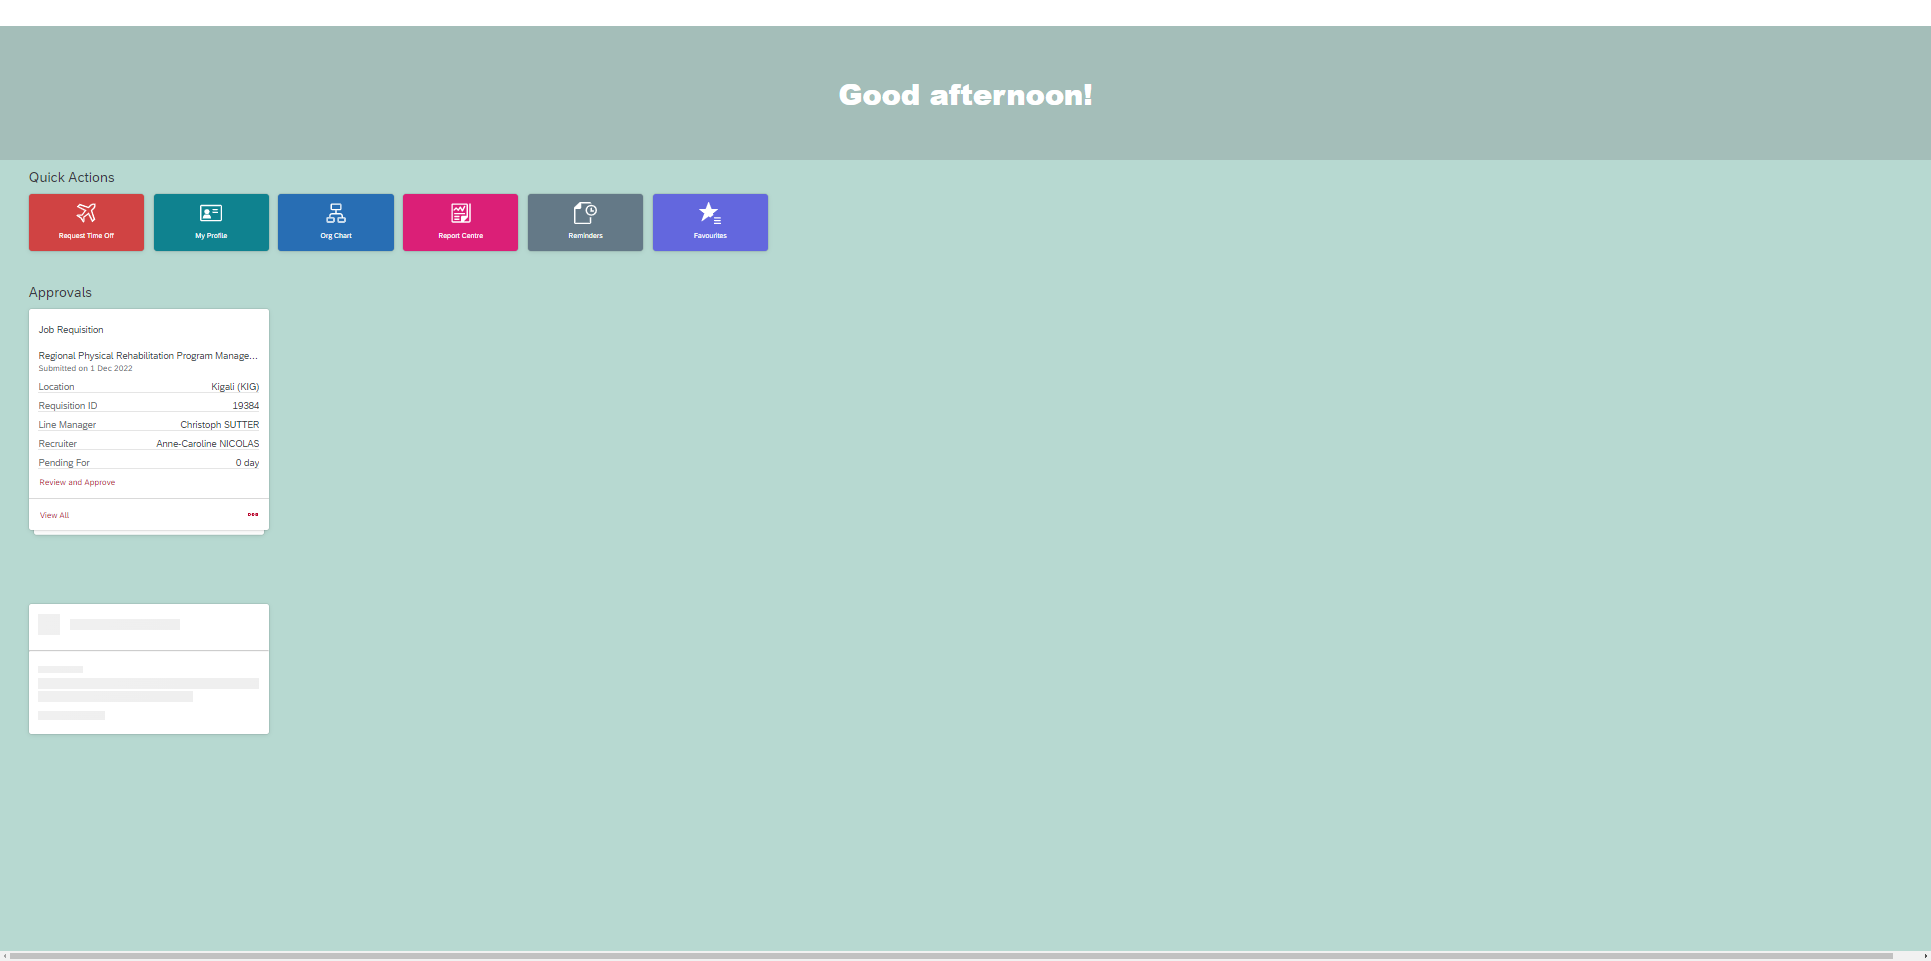 Good afternoon!
Quick Actions
Request Time Off
My Profile
Org Chart
Report Centre
Reminders
Favourites
Approvals
Job Requisition
Regional Physical Rehabilitation Program Manage...
Submitted on 1 Dec 2022
Location Kigali (KIG)
Requisition ID 19384
Line Manager Christoph SUTTER
Recruiter Anne-Caroline NICOLAS
Pending For 0 day
Review and Approve
View All